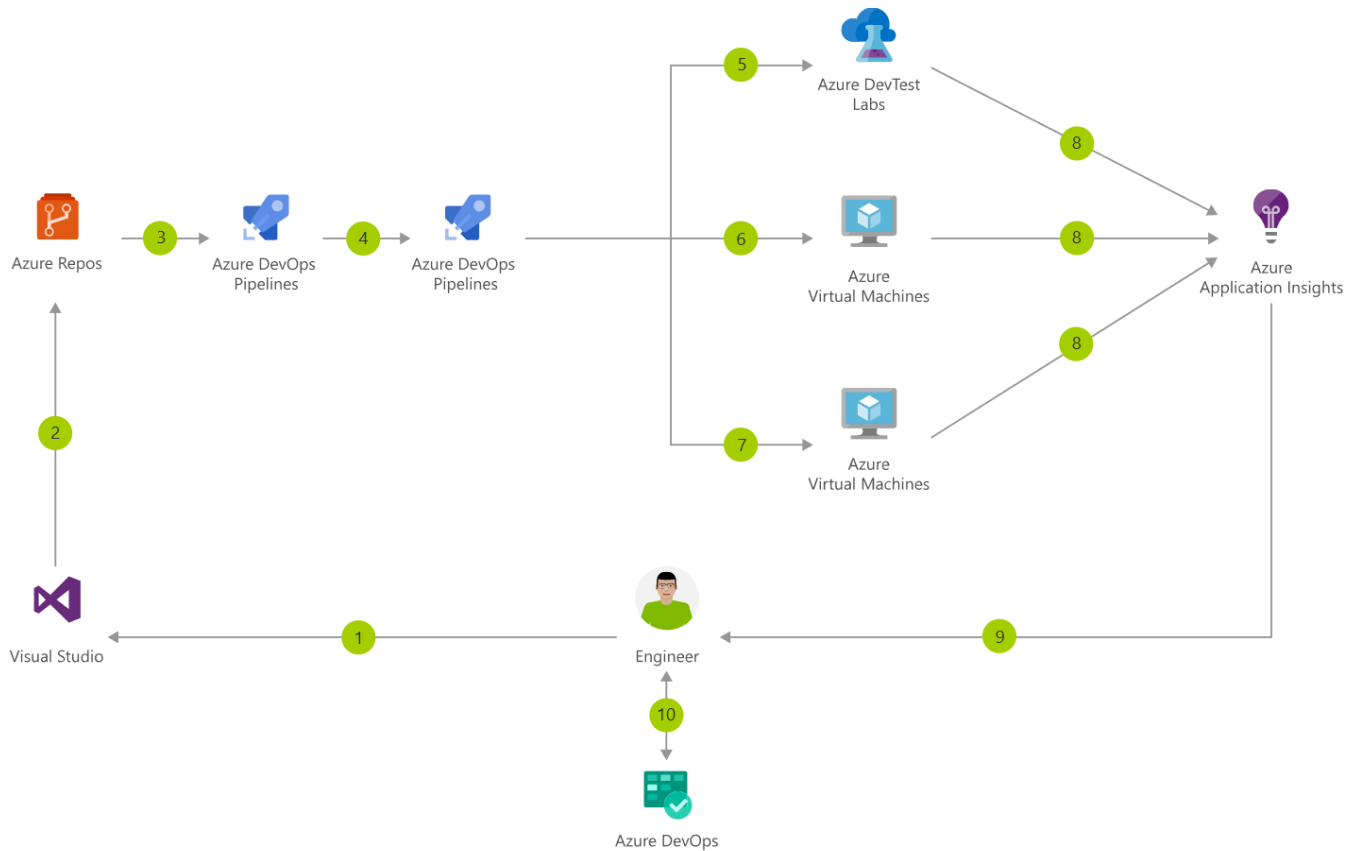 5
Azure DevTest
Labs
8
Azure Repos
3
Azure DevOps
Pipelines
4
Azure DevOps
Pipelines
6
Azure
Virtual Machines
8
Azure
Application Insights
8
2
7
Azure
Virtual Machines
Visual Studio
1
Engineer
9
10
Azure DevOps